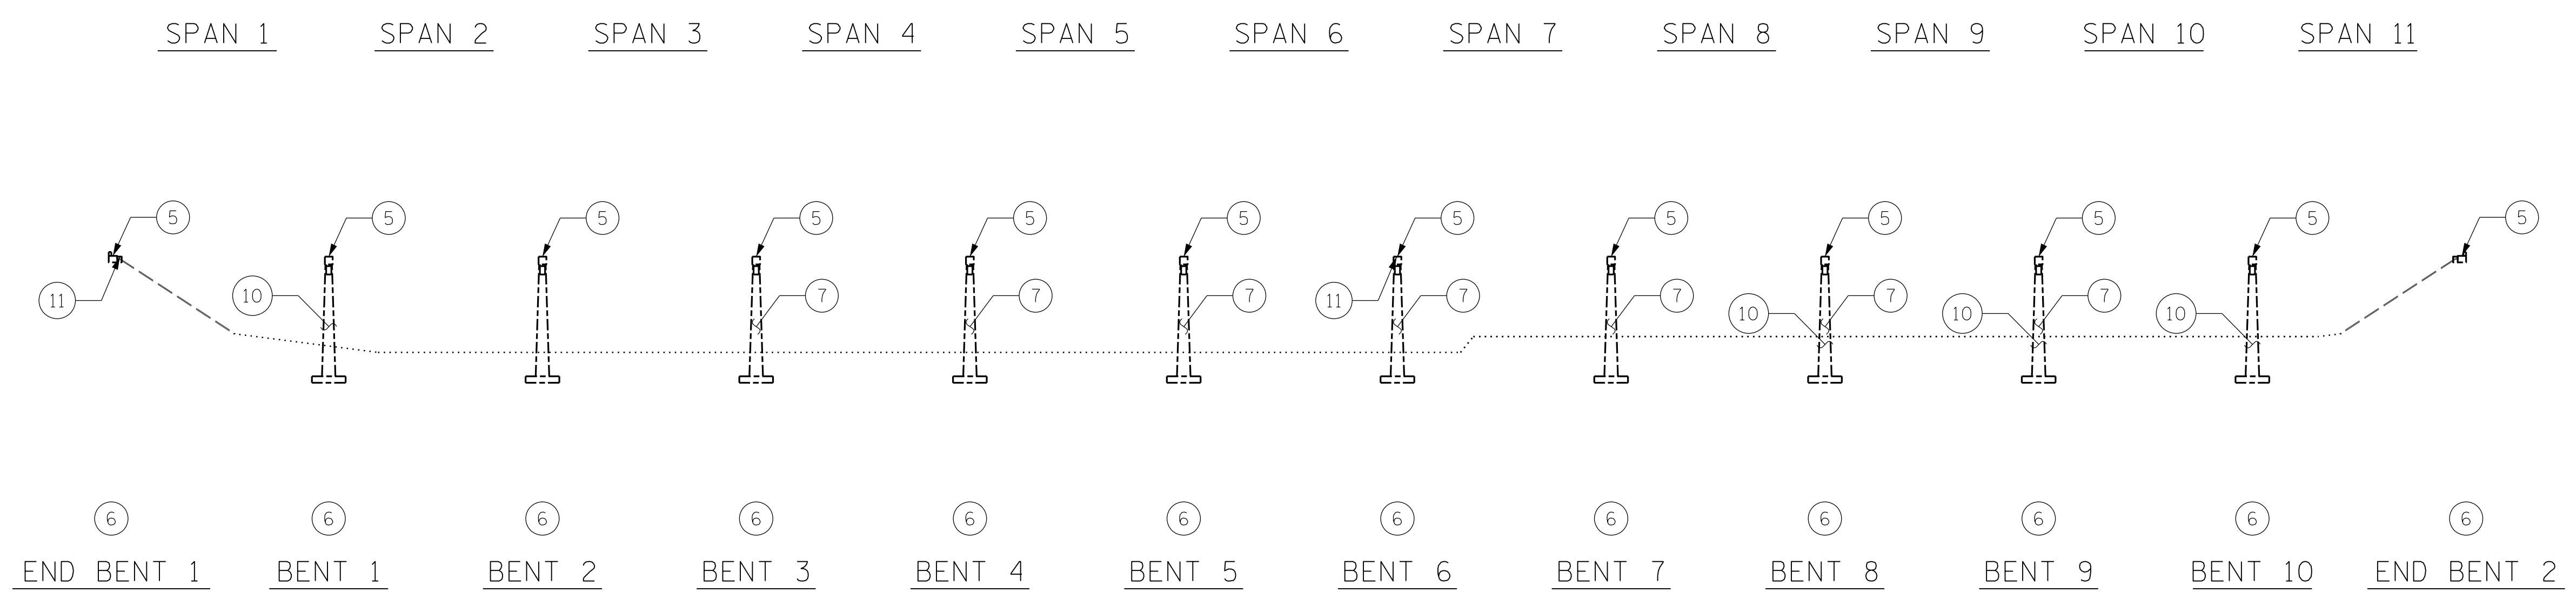 SPAN 1 SPAN 2 SPAN 3 SPAN 4 SPAN 5 SPAN 6 SPAN 7 SPAN 8 SPAN 9 SPAN 10 SPAN 11
5 5 5 5 5 5 5 5 5 5 5 5
11 10 7 7 7 11 7 7 10 7 10 7 10
6 6 6 6 6 6 6 6 6 6 6 6
END BENT 1 BENT 1 BENT 2 BENT 3 BENT 4 BENT 5 BENT 6 BENT 7 BENT 8 BENT 9 BENT 10 END BENT 2